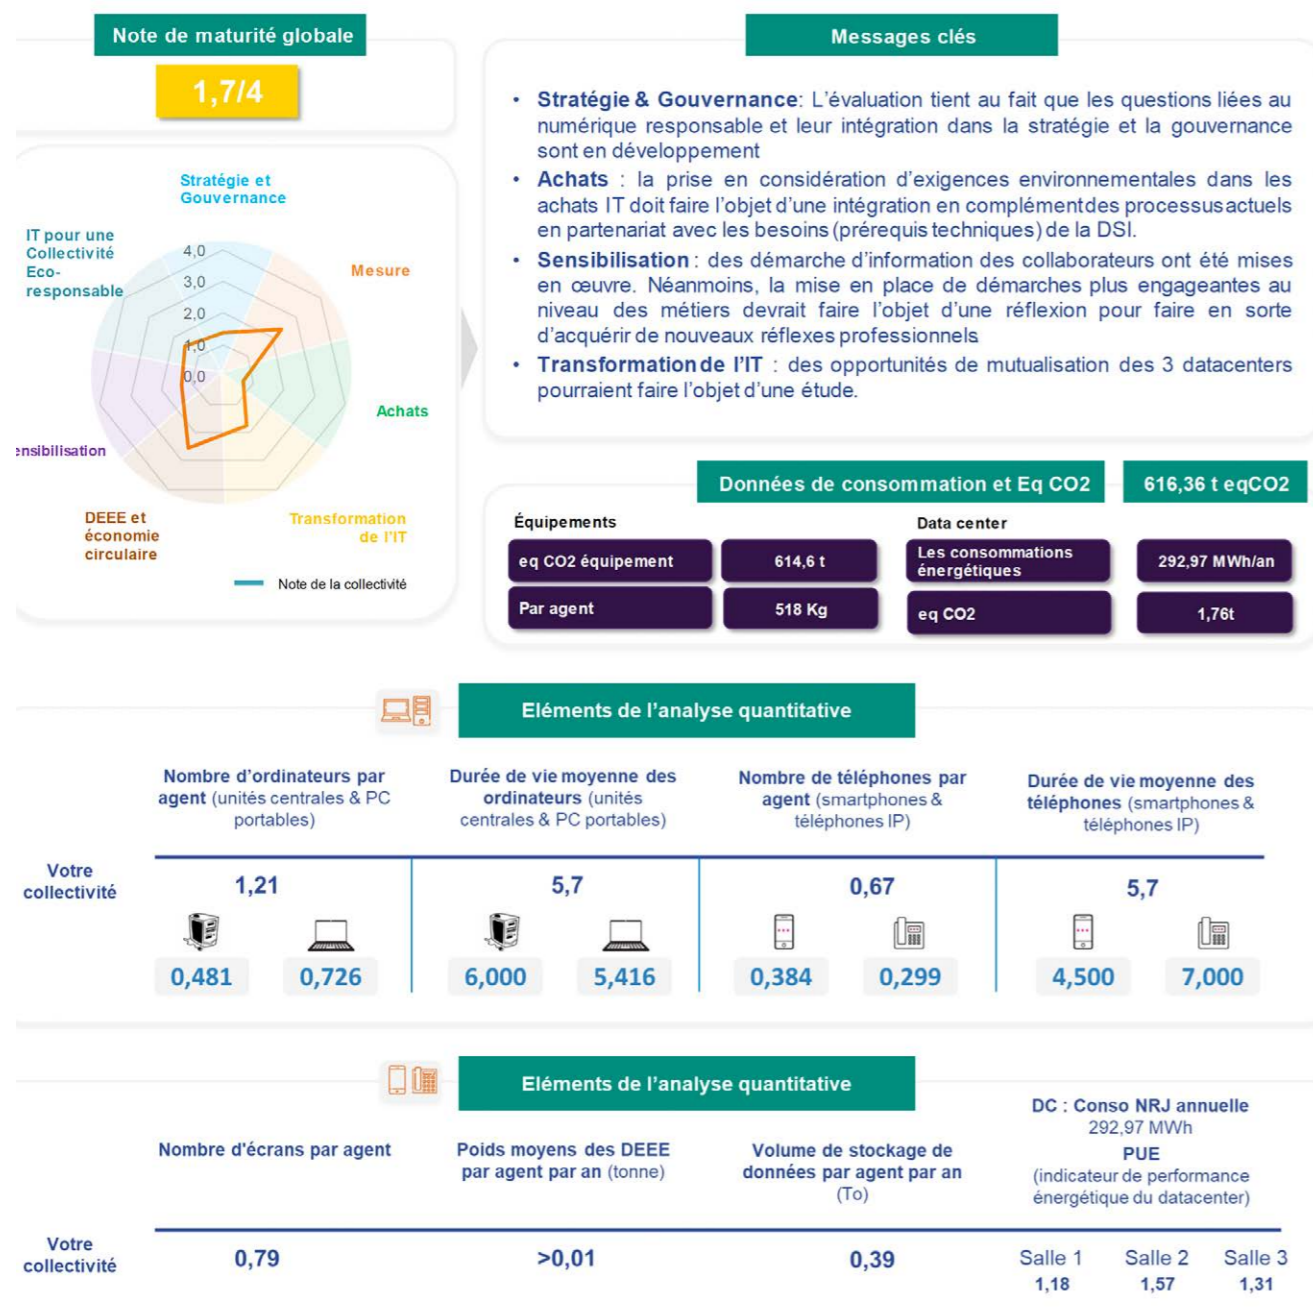 Note de maturité globale
1,7/4
Stratégie et
Gouvernance
IT pour une
Collectivité
Eco-
responsable
4,0
3,0
2,0
1,0
0,0
Mesure
Achats
ensibilisation
DEEE et
économie
circulaire
Transformation
de l'IT
Note de la collectivité
Messages clés
• Stratégie & Gouvernance: L'évaluation tient au fait que les questions liées au
numérique responsable et leur intégration dans la stratégie et la gouvernance
sont en développement
• Achats : la prise en considération d'exigences environnementales dans les
achats IT doit faire l'objet d'une intégration en complément des processus actuels
en partenariat avec les besoins (prérequis techniques) de la DSI.
• Sensibilisation : des démarche d'information des collaborateurs ont été mises
en œuvre. Néanmoins, la mise en place de démarches plus engageantes au
niveau des métiers devrait faire l'objet d'une réflexion pour faire en sorte
d'acquérir de nouveaux réflexes professionnels
• Transformation de l'IT : des opportunités de mutualisation des 3 datacenters
pourraient faire l'objet d'une étude.
Données de consommation et Eq CO2
616,36 t eqCO2
Équipements
Data center
eq CO2 équipement
614,6 t
Les consommations
énergétiques
292,97 MWh/an
Par agent
518 Kg
eq CO2
1,76t
Eléments de l'analyse quantitative
Nombre d'ordinateurs par
agent (unités centrales & PC
portables)
Durée de vie moyenne des
ordinateurs (unités
centrales & PC portables)
Nombre de téléphones par
agent (smartphones &
téléphones IP)
Durée de vie moyenne des
téléphones (smartphones &
téléphones IP)
Votre
collectivité
1,21
5,7
0,67
5,7
0,481
0,726
6,000
5,416
0,384
0,299
4,500
7,000
Eléments de l'analyse quantitative
Nombre d'écrans par agent
Poids moyens des DEEE
par agent par an (tonne)
Volume de stockage de
données par agent par an
(To)
DC : Conso NRJ annuelle
292,97 MWh
PUE
(indicateur de performance
énergétique du datacenter)
Votre
collectivité
0,79
>0,01
0,39
Salle 1
Salle 2
Salle 3
1,18
1,57
1,31